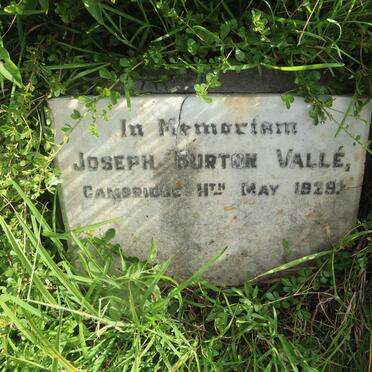 In Memoriam
JOSEPH BURTON VALLÉ,
CAMBRIDGE 11TH MAY 1929.